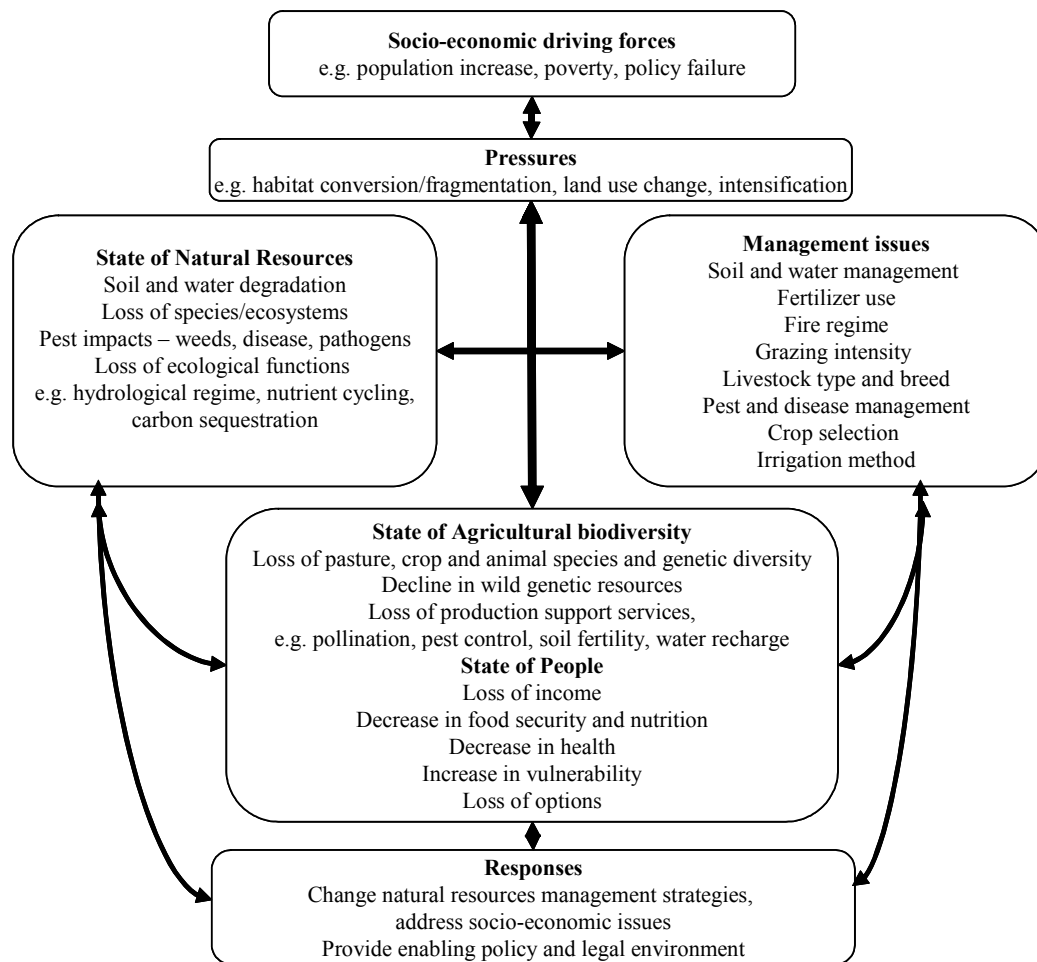 Socio-economic driving forces
e.g. population increase, poverty, policy failure
Pressures
e.g. habitat conversion/fragmentation, land use change, intensification
State of Natural Resources
Soil and water degradation
Loss of species/ecosystems
Pest impacts – weeds, disease, pathogens
Loss of ecological functions
e.g. hydrological regime, nutrient cycling,
carbon sequestration
Management issues
Soil and water management
Fertilizer use
Fire regime
Grazing intensity
Livestock type and breed
Pest and disease management
Crop selection
Irrigation method
State of Agricultural biodiversity
Loss of pasture, crop and animal species and genetic diversity
Decline in wild genetic resources
Loss of production support services,
e.g. pollination, pest control, soil fertility, water recharge
State of People
Loss of income
Decrease in food security and nutrition
Decrease in health
Increase in vulnerability
Loss of options
Responses
Change natural resources management strategies,
address socio-economic issues
Provide enabling policy and legal environment